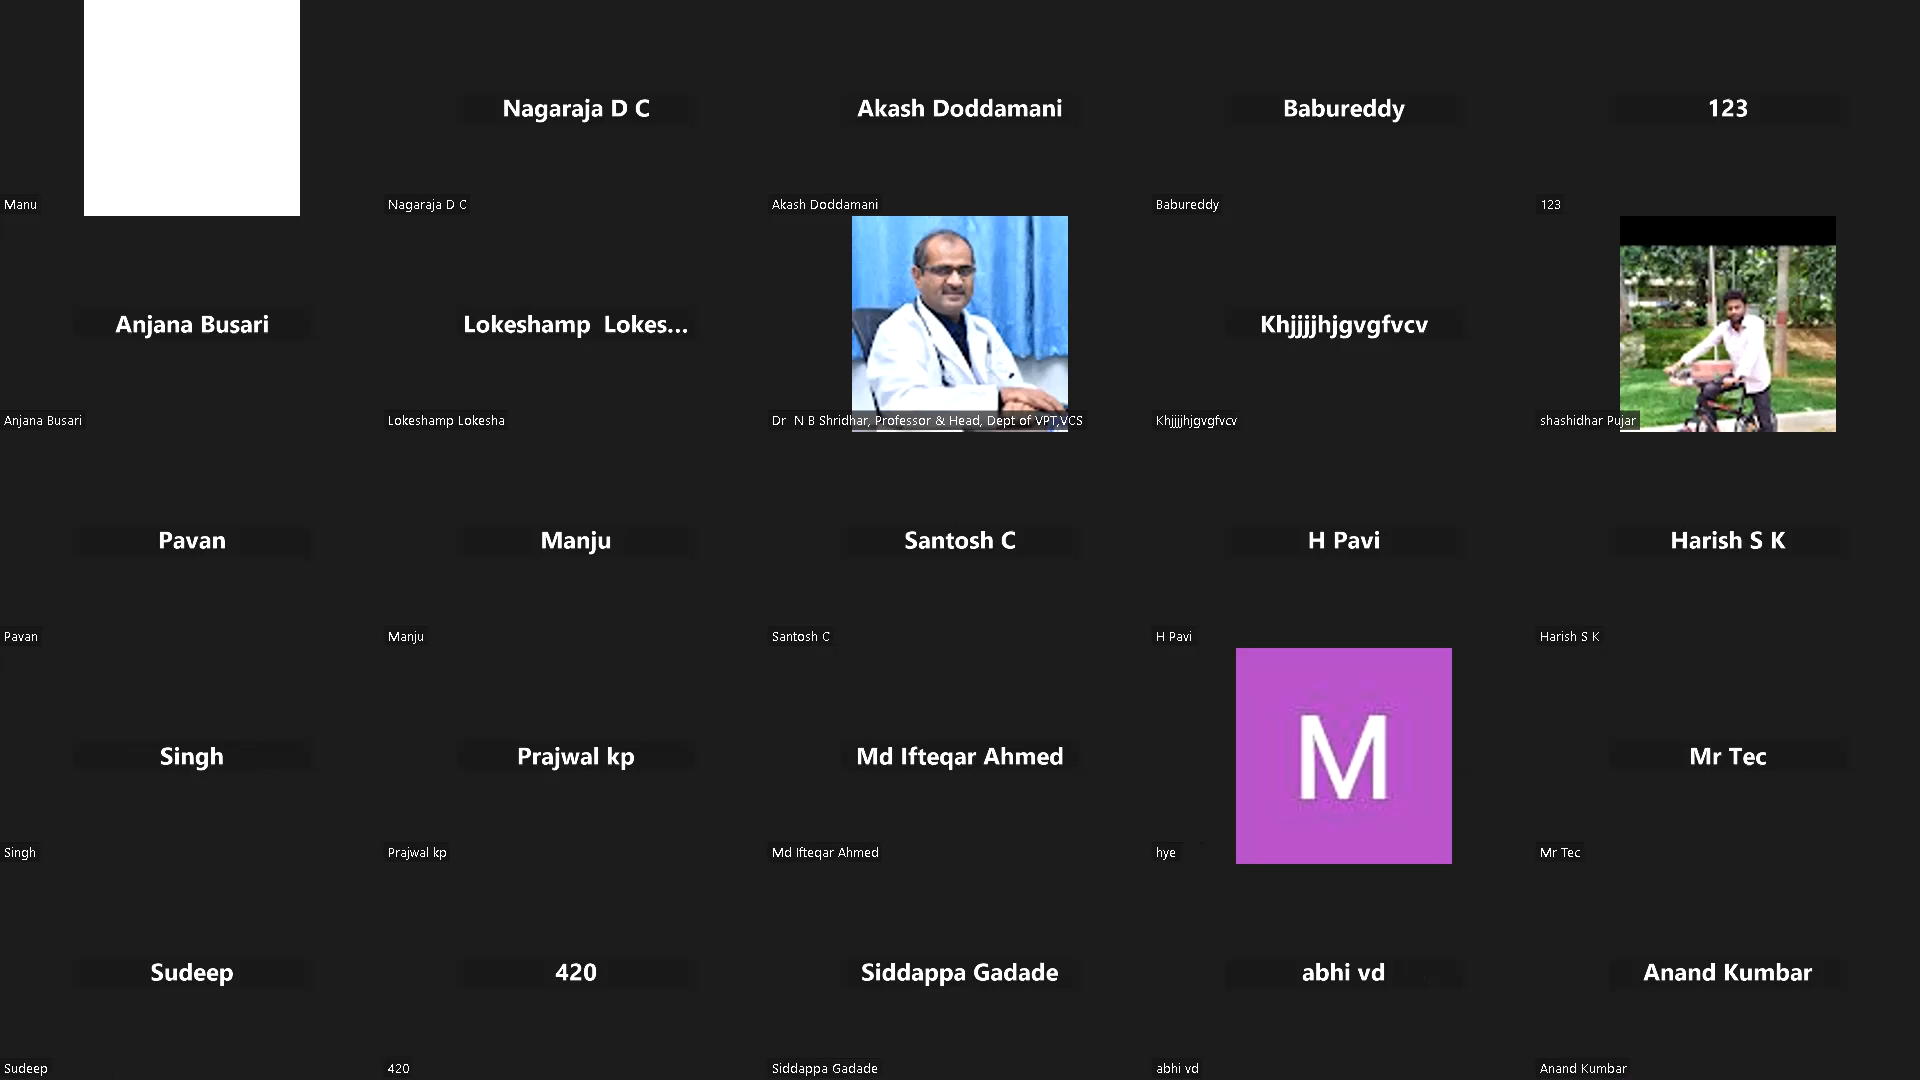 Manu
Nagaraja D C
Nagaraja D C
Akash Doddamani
Akash Doddamani
Babureddy
Babureddy
123
123
Anjana Busari
Anjana Busari
Lokeshamp  Lokes...
Lokeshamp Lokesha
Dr  N B Shridhar, Professor & Head, Dept of VPT,VCS
Khjjjjhjgvgfvcv
Khjjjjhjgvgfvcv
shashidhar Pujar
Pavan
Pavan
Manju
Manju
Santosh C
Santosh C
H Pavi
H Pavi
Harish S K
Harish S K
Singh
Singh
Prajwal kp
Prajwal kp
Md Ifteqar Ahmed
Md Ifteqar Ahmed
M
hye
Mr Tec
Mr Tec
Sudeep
Sudeep
420
420
Siddappa Gadade
Siddappa Gadade
abhi vd
abhi vd
Anand Kumbar
Anand Kumbar